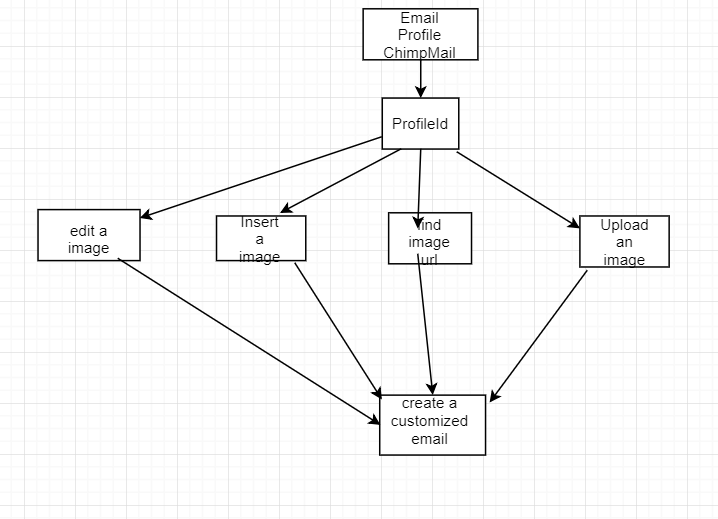 Email
Profile
ChimpMail
ProfileId
edit a
image
Insert
a
image
find
image
url
Upload
an
image
create a
customized
email